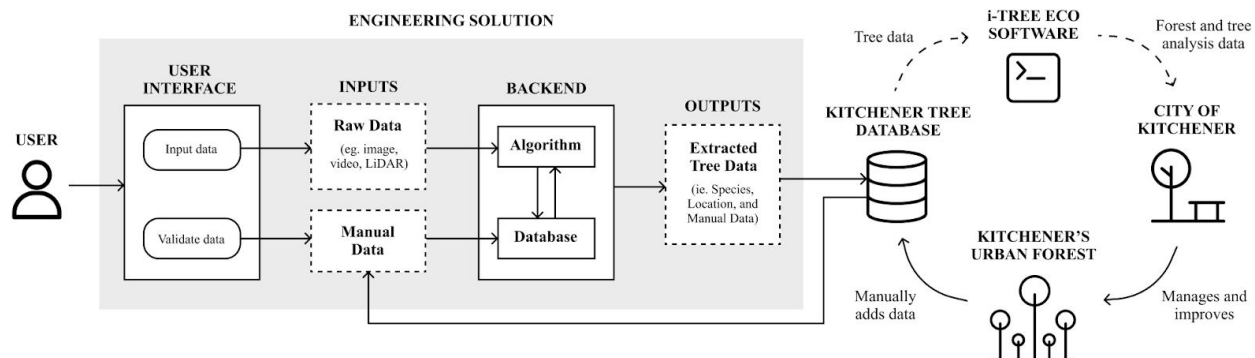 ENGINEERING SOLUTION
USER
USER
INTERFACE
Input data
Validate data
INPUTS
Raw Data
(eg. image,
video, LiDAR)
Manual
Data
BACKEND
Algorithm
Database
OUTPUTS
Extracted
Tree Data
(ie. Species,
Location, and
Manual Data)
KITCHENER TREE
DATABASE
Tree data
i-TREE ECO
SOFTWARE
Forest and tree
analysis data
CITY OF
KITCHENER
Manages and
improves
KITCHENER'S
URBAN FOREST
Manually
adds data